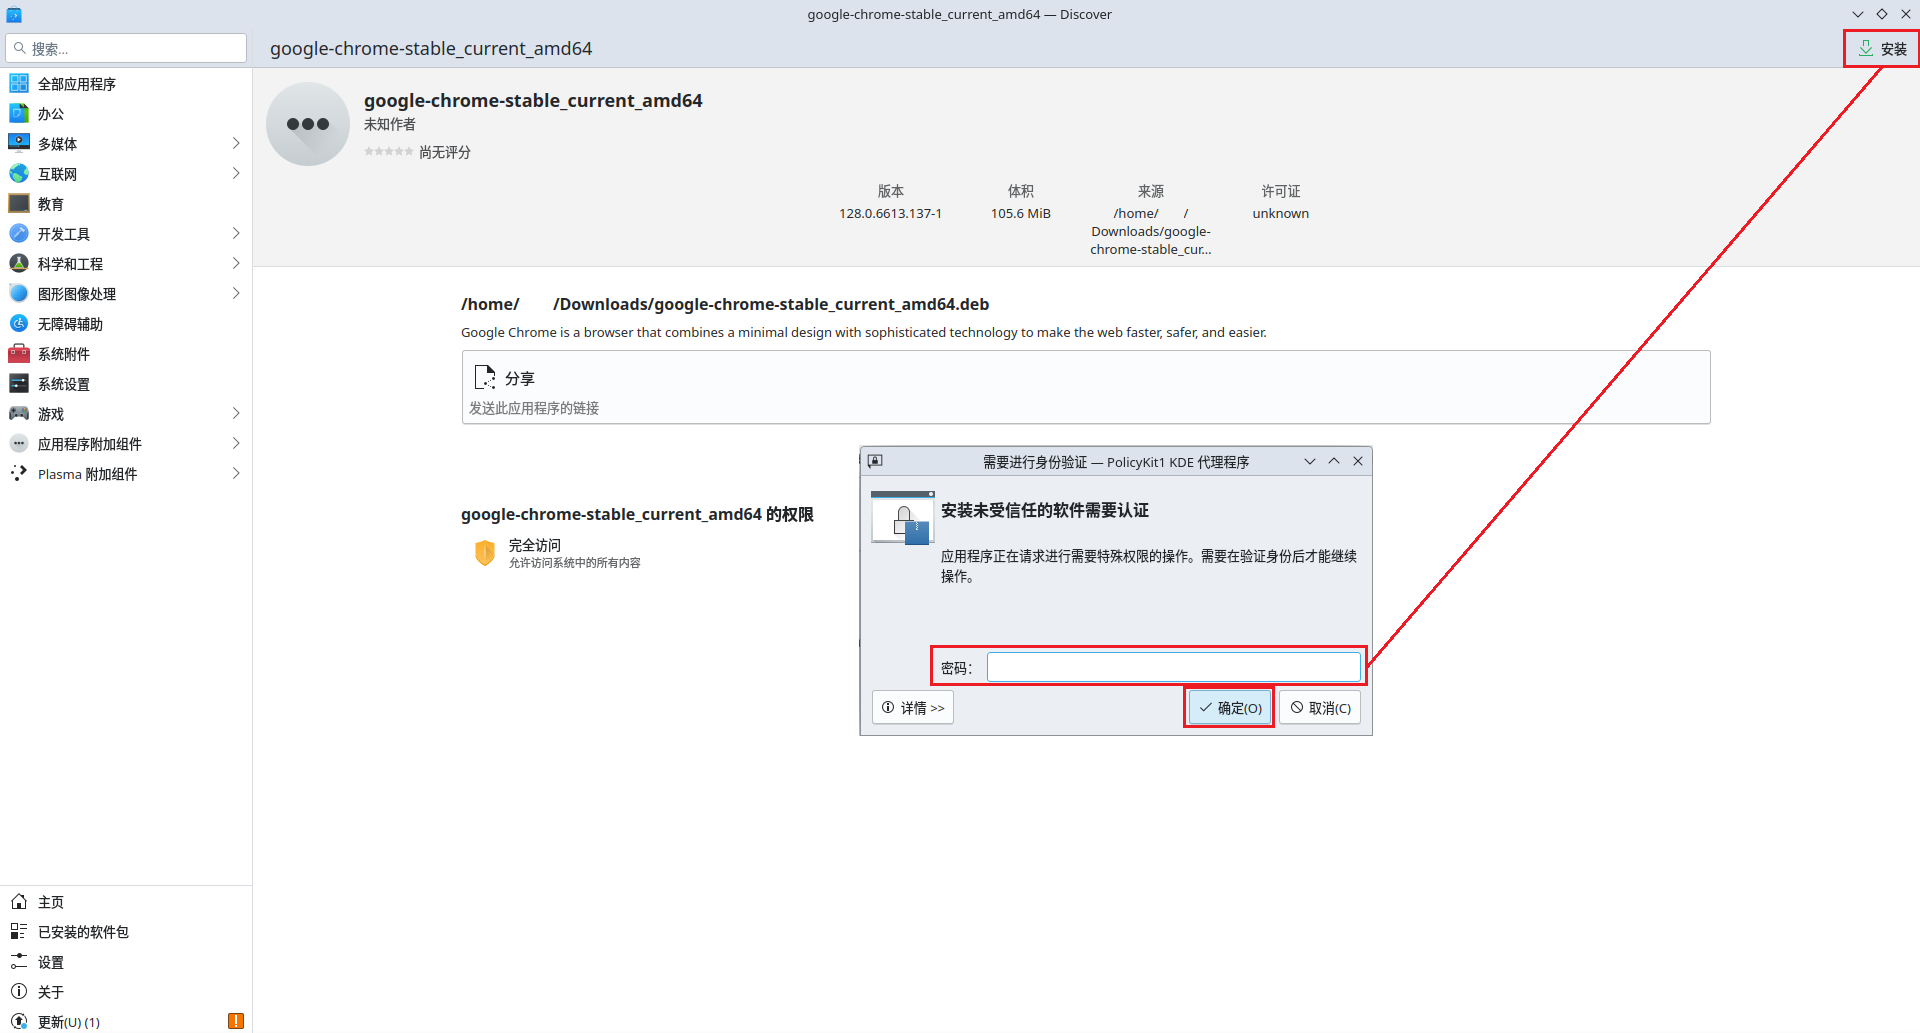 google-chrome-stable_current_amd64 — Discover
搜索...
google-chrome-stable_current_amd64
安装
全部应用程序
办公
多媒体
互联网
教育
开发工具
科学和工程
图形图像处理
无障碍辅助
系统附件
系统设置
游戏
应用程序附加组件
Plasma 附加组件
主页
已安装的软件包
设置
关于
更新(U) (1)
google-chrome-stable_current_amd64
未知作者
尚无评分
版本 体积 来源 许可证
128.0.6613.137-1 105.6 MiB /home/ / unknown
Downloads/google-
chrome-stable_cur...
/home/ /Downloads/google-chrome-stable_current_amd64.deb
Google Chrome is a browser that combines a minimal design with sophisticated technology to make the web faster, safer, and easier.
分享
发送此应用程序的链接
google-chrome-stable_current_amd64 的权限
完全访问
允许访问系统中的所有内容
需要进行身份验证 — PolicyKit1 KDE 代理程序
安装未受信任的软件需要认证
应用程序正在请求进行需要特殊权限的操作。需要在验证身份后才能继续
操作。
密码：
详情 >>
确定(O)
取消(C)